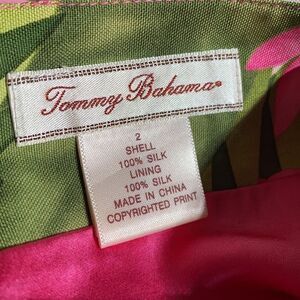 Tommy Bahama®
2
SHELL
100% SILK
LINING
100% SILK
MADE IN CHINA
COPYRIGHTED PRINT